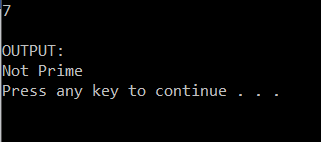 7
OUTPUT:
Not Prime
Press any key to continue . . .